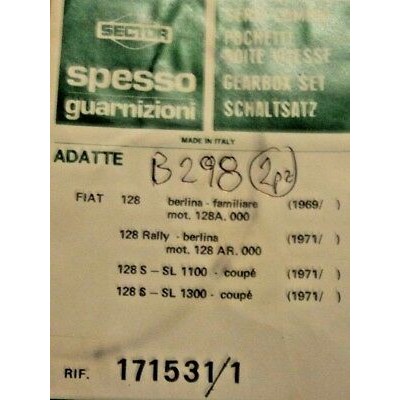 SECTOR
spesso
guarnizioni
POCHETTE
BOITE VITESSE
GEARBOX SET
SCHALTSATZ
MADE IN ITALY
ADATTE
B298 (2pz)
FIAT 128 berlina - familiare (1969/ )
mot. 128A. 000
128 Rally - berlina (1971/ )
mot. 128 AR. 000
128 S – SL 1100 - coupé (1971/ )
128 S – SL 1300 - coupé (1971/ )
RIF. 171531/1